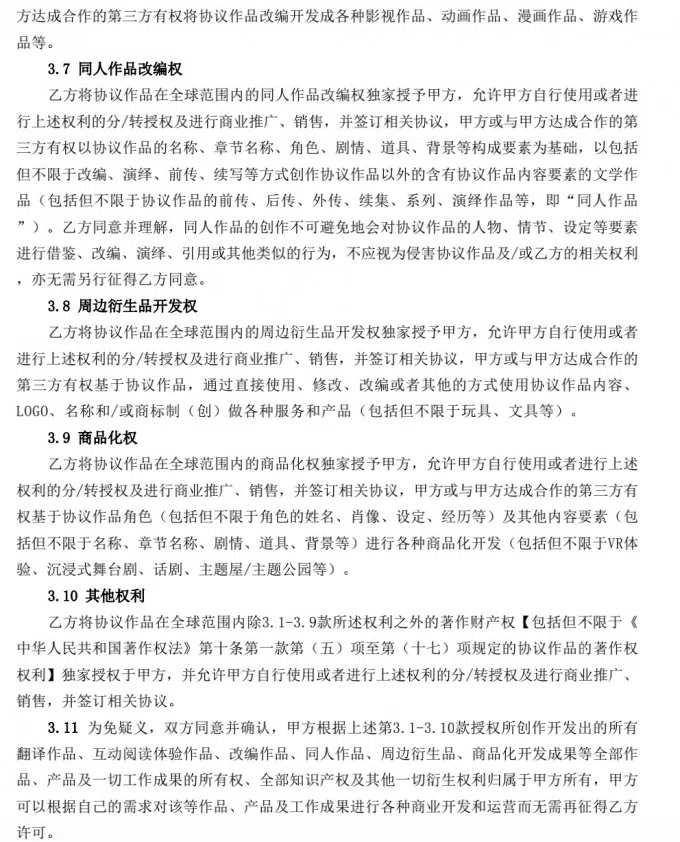 方达成合作的第三方有权将协议作品改编开发成各种影视作品、动画作品、漫画作品、游戏作
品等。
3.7 同人作品改编权
乙方将协议作品在全球范围内的同人作品改编权独家授予甲方，允许甲方自行使用或者进
行上述权利的分/转授权及进行商业推广、销售，并签订相关协议，甲方或与甲方达成合作的第
三方有权以协议作品的名称、章节名称、角色、剧情、道具、背景等构成要素为基础，以包括
但不限于改编、演绎、前传、续写等方式创作协议作品以外的含有协议作品内容要素的文学作
品（包括但不限于协议作品的前传、后传、外传、续集、系列、演绎作品等，即“同人作品
”）。乙方同意并理解，同人作品的创作不可避免地会对协议作品的人物、情节、设定等要素
进行借鉴、改编、演绎、引用或其他类似的行为，不应视为侵害协议作品及/或乙方的相关权利
，亦无需另行征得乙方同意。
3.8 周边衍生品开发权
乙方将协议作品在全球范围内的周边衍生品开发权独家授予甲方，允许甲方自行使用或者
进行上述权利的分/转授权及进行商业推广、销售，并签订相关协议，甲方或与甲方达成合作的
第三方有权基于协议作品，通过直接使用、修改、改编或者其他的方式使用协议作品内容、
LOGO、名称和/或商标制（创）做各种服务和产品（包括但不限于玩具、文具等）。
3.9 商品化权
乙方将协议作品在全球范围内的商品化权独家授予甲方，允许甲方自行使用或者进行上述
权利的分/转授权及进行商业推广、销售，并签订相关协议，甲方或与甲方达成合作的第三方有
权基于协议作品角色（包括但不限于角色的姓名、肖像、设定、经历等）及其他内容要素（包
括但不限于名称、章节名称、剧情、道具、背景等）进行各种商品化开发（包括但不限于VR体
验、沉浸式舞台剧、话剧、主题屋/主题公园等）。
3.10 其他权利
乙方将协议作品在全球范围内除3.1-3.9款所述权利之外的著作财产权【包括但不限于《
中华人民共和国著作权法》第十条第一款第（五）项至第（十七）项规定的协议作品的著作权
权利】独家授权于甲方，并允许甲方自行使用或者进行上述权利的分/转授权及进行商业推广、
销售，并签订相关协议。
3.11 为免疑义，双方同意并确认，甲方根据上述第3.1-3.10款授权所创作开发出的所有
翻译作品、互动阅读体验作品、改编作品、同人作品、周边衍生品、商品化开发成果等全部作
品、产品及一切工作成果的所有权、全部知识产权及其他一切衍生权利归属于甲方所有，甲方
可以根据自己的需求对该等作品、产品及工作成果进行各种商业开发和运营而无需再征得乙方
许可。